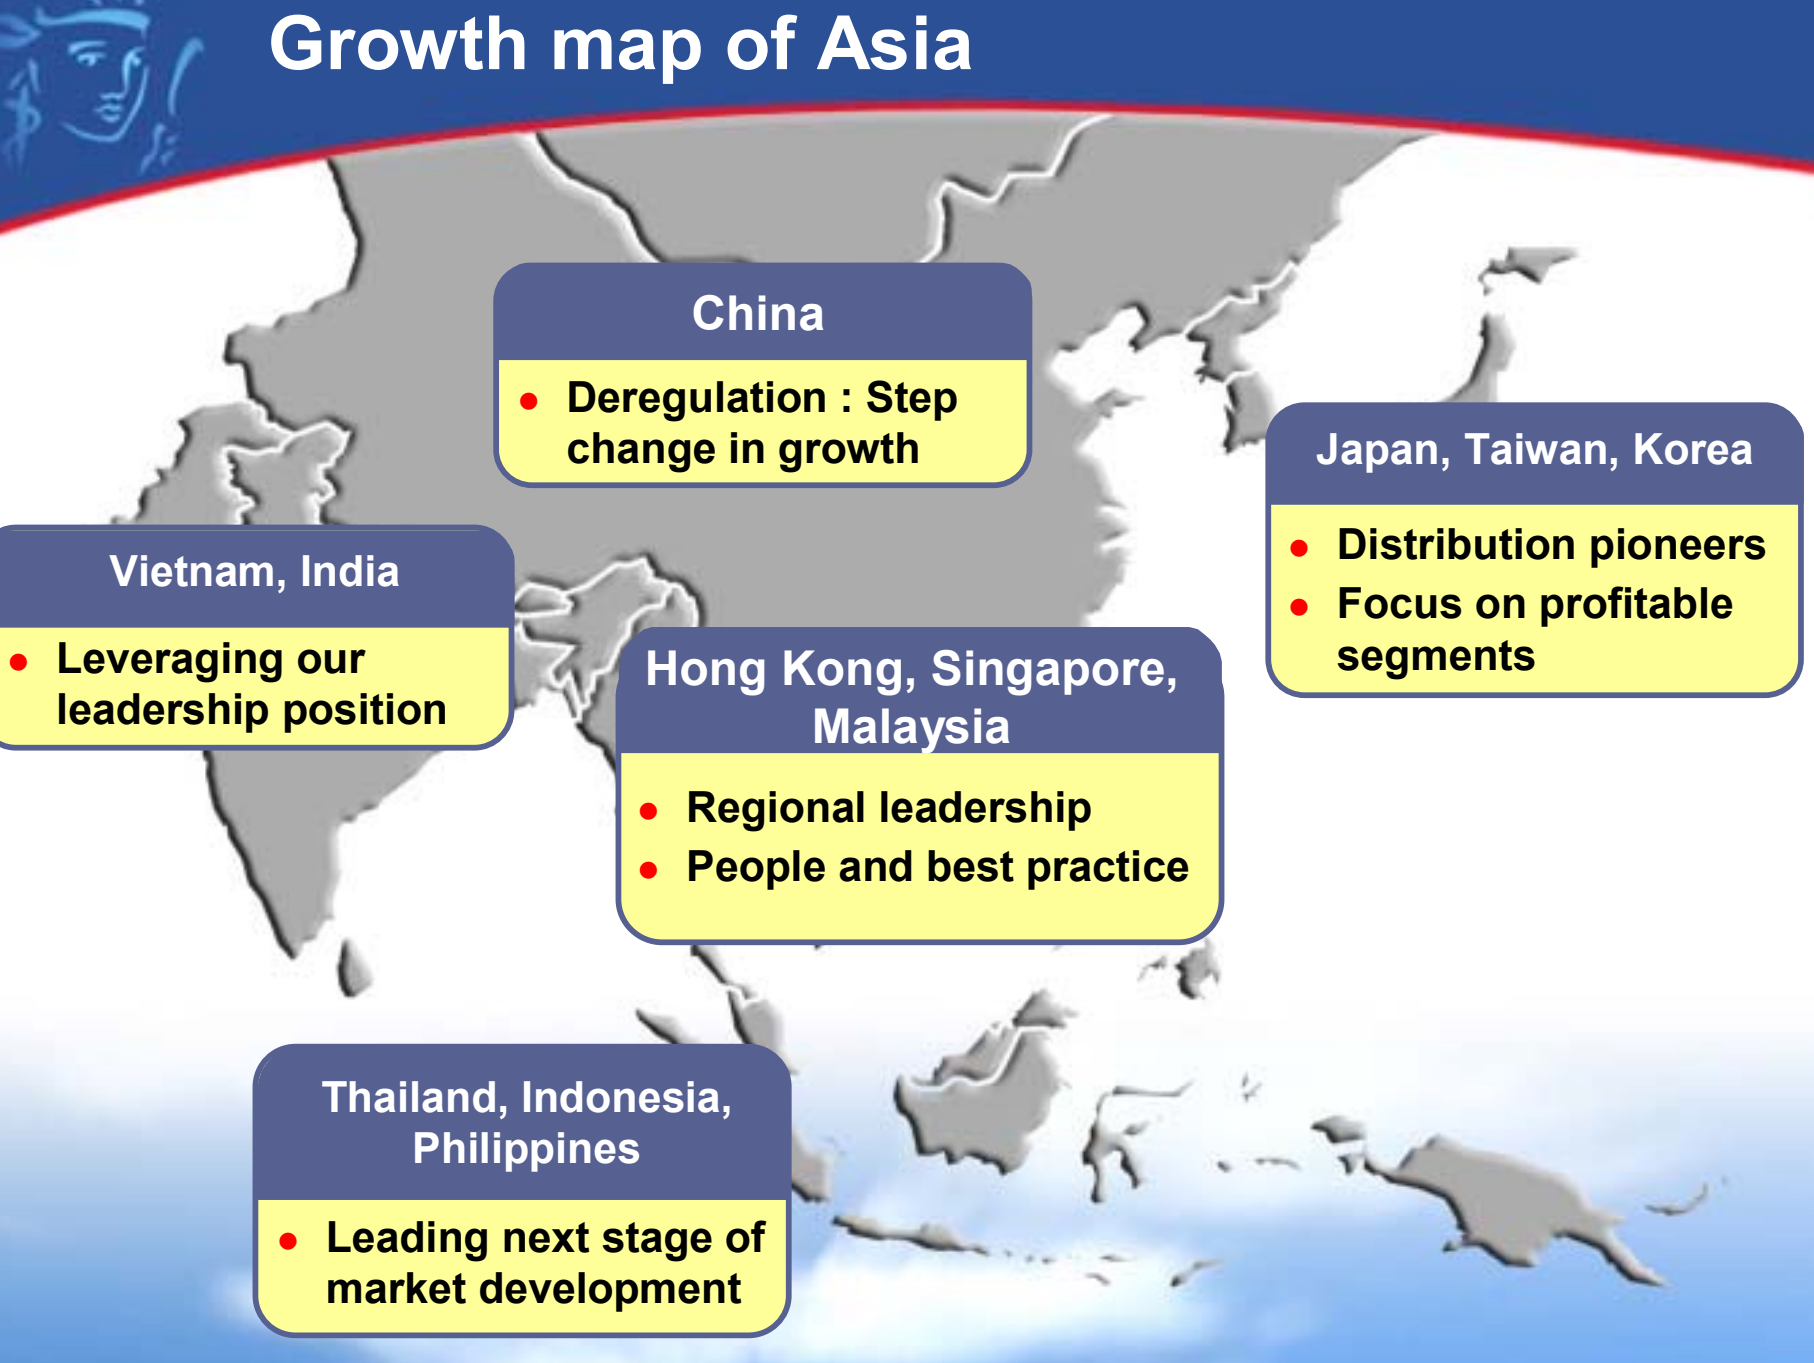 Growth map of Asia
China
● Deregulation : Step
change in growth
Japan, Taiwan, Korea
● Distribution pioneers
● Focus on profitable
segments
Vietnam, India
● Leveraging our
leadership position
Hong Kong, Singapore,
Malaysia
● Regional leadership
● People and best practice
Thailand, Indonesia,
Philippines
● Leading next stage of
market development